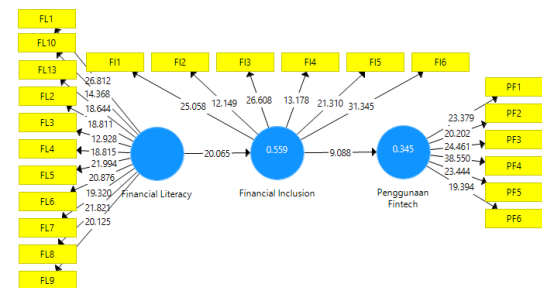 FL1
FL10
FL13
FL2
FL3
FL4
FL5
FL6
FL7
FL8
FL9
26.812
14.368
18.644
18.811
12.928
18.815
21.994
20.876
19.320
21.821
20.125
Financial Literacy
20.065
FI1
FI2
FI3
FI4
FI5
FI6
25.058
12.149
26.608
13.178
21.310
31.345
0.559
Financial Inclusion
9.088
0.345
Penggunaan
Fintech
23.379
20.202
24.461
38.550
23.444
19.394
PF1
PF2
PF3
PF4
PF5
PF6